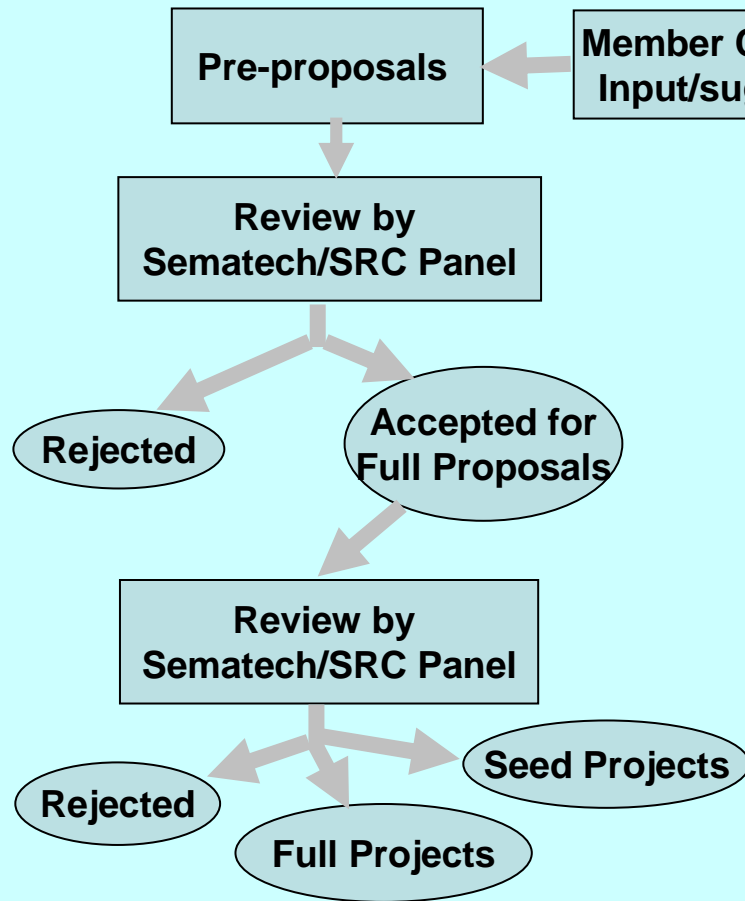 Pre-proposals
Member
Review by
Sematech/SRC Panel
Rejected
Accepted for
Full Proposals
Review by
Sematech/SRC Panel
Rejected
Full Projects
Seed Projects